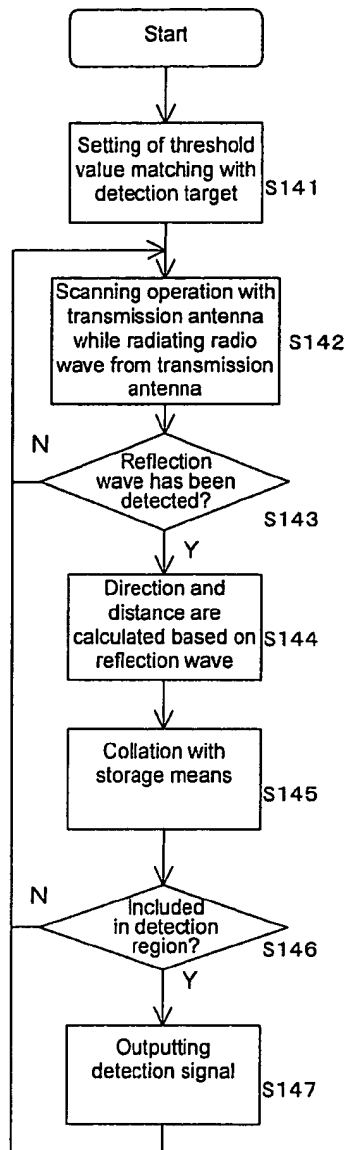 Start
Setting of threshold
value matching with
detection target
S141
Scanning operation with
transmission antenna
while radiating radio
wave from transmission
antenna
S142
N
Reflection
wave has been
detected?
S143
Y
Direction and
distance are
calculated based on
reflection wave
S144
Collation with
storage means
S145
N
Included
in detection
region?
S146
Y
Outputting
detection signal
S147